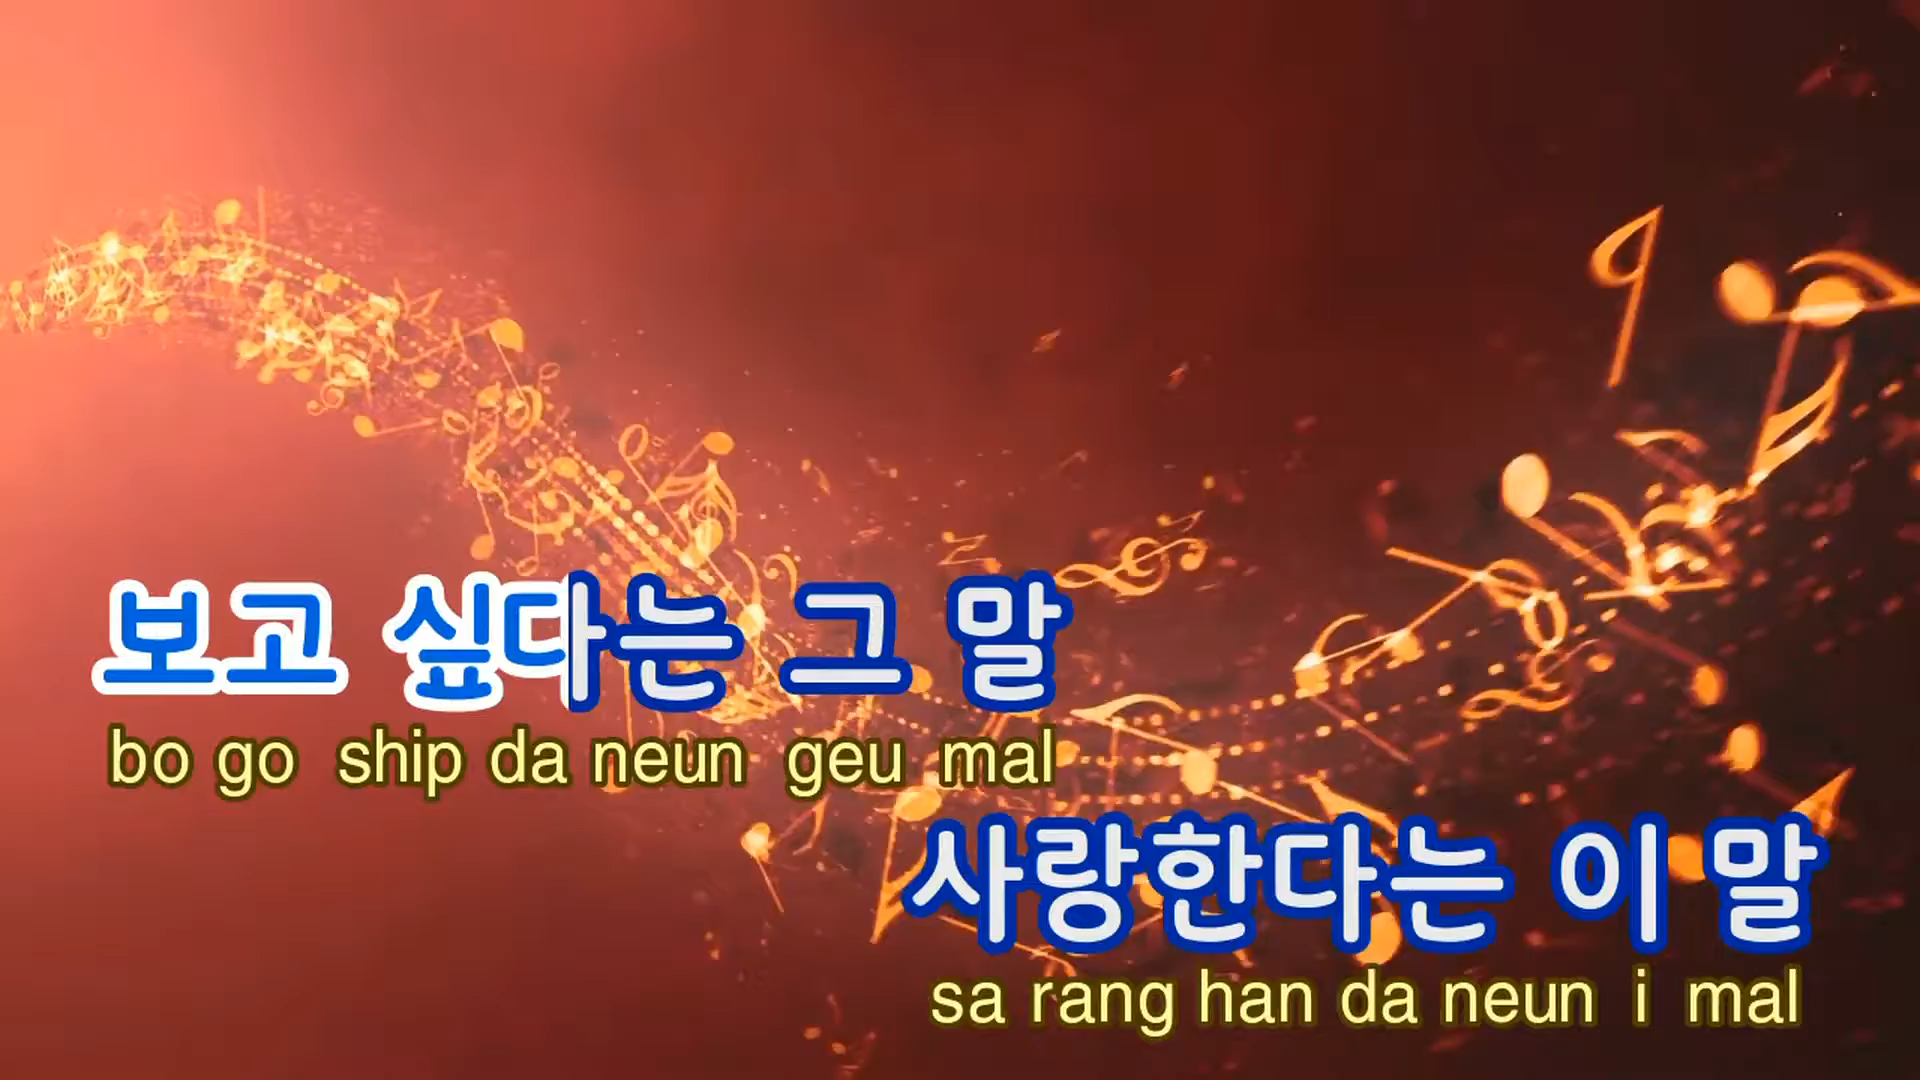 보고 싶다는 그 말
bo go ship da neun geu mal
사랑한다는 이 말
sa rang han da neun i mal